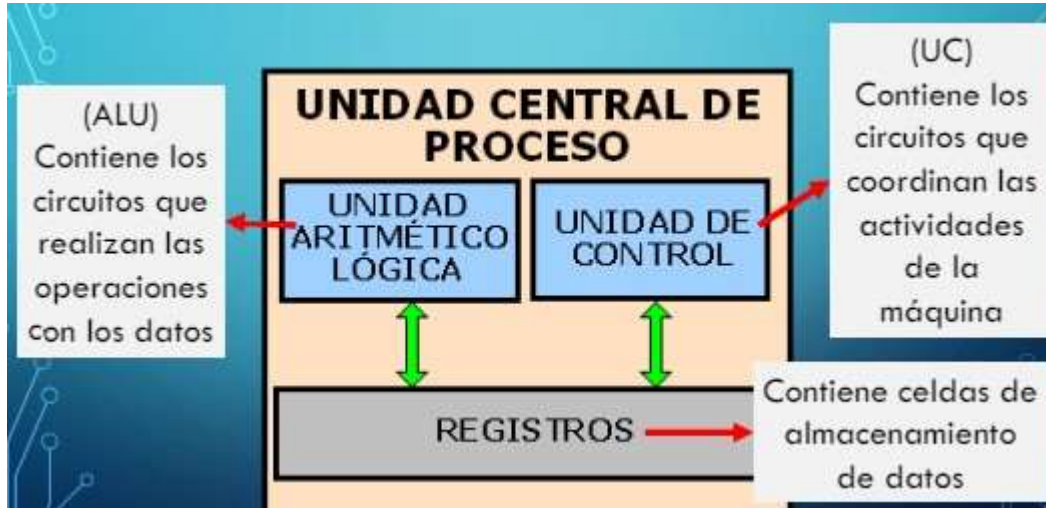 (ALU)
Contiene los
circuitos que
realizan las
operaciones
con los datos
UNIDAD CENTRAL DE
PROCESO
UNIDAD
ARITMÉTICO
LÓGICA
UNIDAD DE
CONTROL
(UC)
Contiene los
circuitos que
coordinan las
actividades
de la
máquina
REGISTROS
Contiene celdas de
almacenamiento
de datos